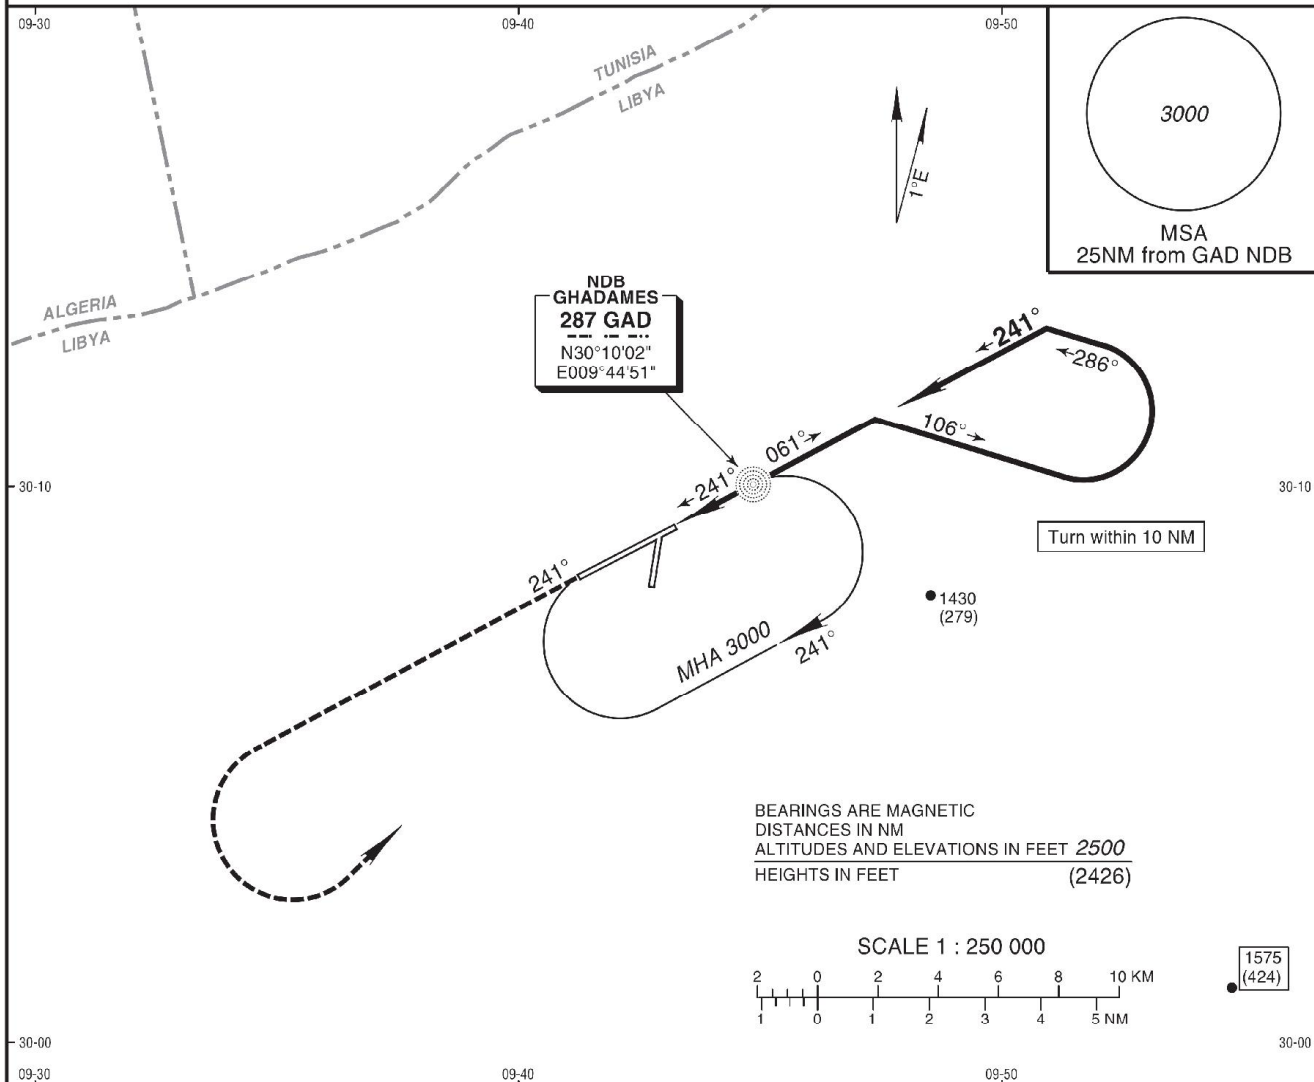 09-30
09-40
09-50
TUNISIA
LIBYA
3000
MSA
25NM from GAD NDB
1°E
ALGERIA
LIBYA
NDB
GHADAMES
287 GAD
N30°10'02"
E009°44'51"
241°
286°
106°
061°
241°
30-10
30-10
Turn within 10 NM
241°
1430
(279)
MHA 3000
241°
BEARINGS ARE MAGNETIC
DISTANCES IN NM
ALTITUDES AND ELEVATIONS IN FEET 2500
HEIGHTS IN FEET (2426)
SCALE 1 : 250 000
2 0 2 4 6 8 10 KM
1 0 1 2 3 4 5 NM
1575
(424)
30-00
30-00
09-30
09-40
09-50